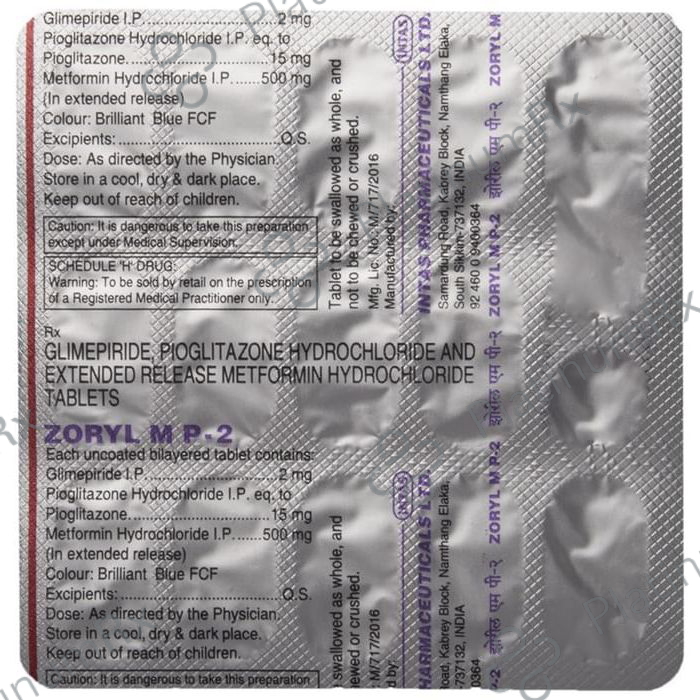 Glimepiride I.P. 2 mg
Pioglitazone Hydrochloride I.P. eq. to
Pioglitazone. 15 mg
Metformin Hydrochloride I.P. 500 mg
(In extended release)
Colour: Brilliant Blue FCF
Excipients: Q.S.
Dose: As directed by the Physician.
Store in a cool, dry & dark place.
Keep out of reach of children.
Caution: It is dangerous to take this preparation
except under Medical Supervision.
SCHEDULE 'H' DRUG:
Warning: To be sold by retail on the prescription
of a Registered Medical Practitioner only.
Rx
GLIMEPIRIDE, PIOGLITAZONE HYDROCHLORIDE AND
EXTENDED RELEASE METFORMIN HYDROCHLORIDE
TABLETS
ZORYL M P-2
Each uncoated bilayered tablet contains:
Glimepiride I.P. 2 mg
Pioglitazone Hydrochloride I.P. eq. to
Pioglitazone. 15 mg
Metformin Hydrochloride I.P. 500 mg
(In extended release)
Colour: Brilliant Blue FCF
Excipients: Q.S.
Dose: As directed by the Physician.
Store in a cool, dry & dark place.
Keep out of reach of children.
Caution: It is dangerous to take this preparation
Tablet to be swallowed as whole, and
not to be chewed or crushed.
Mfg. Lic. No.: M/717/2016
Manufactured by:
INTAS
INTAS PHARMACEUTICALS LTD.
Samardung Road, Kabrey Block, Namthang Elaka,
South Sikkim-737132, INDIA
92 460 0 9400364
swallowed as whole, and
ewed or crushed.
: M/717/2016
d by:
INTAS
HARMACEUTICALS LTD.
oad, Kabrey Block, Namthang Elaka,
737132, INDIA
0364
-2 झोरील एम पी-२ ZORYL M P-2 झोरील एम पी-२ ZORYL M P-2 झोरील एम पी-२ ZORYL M